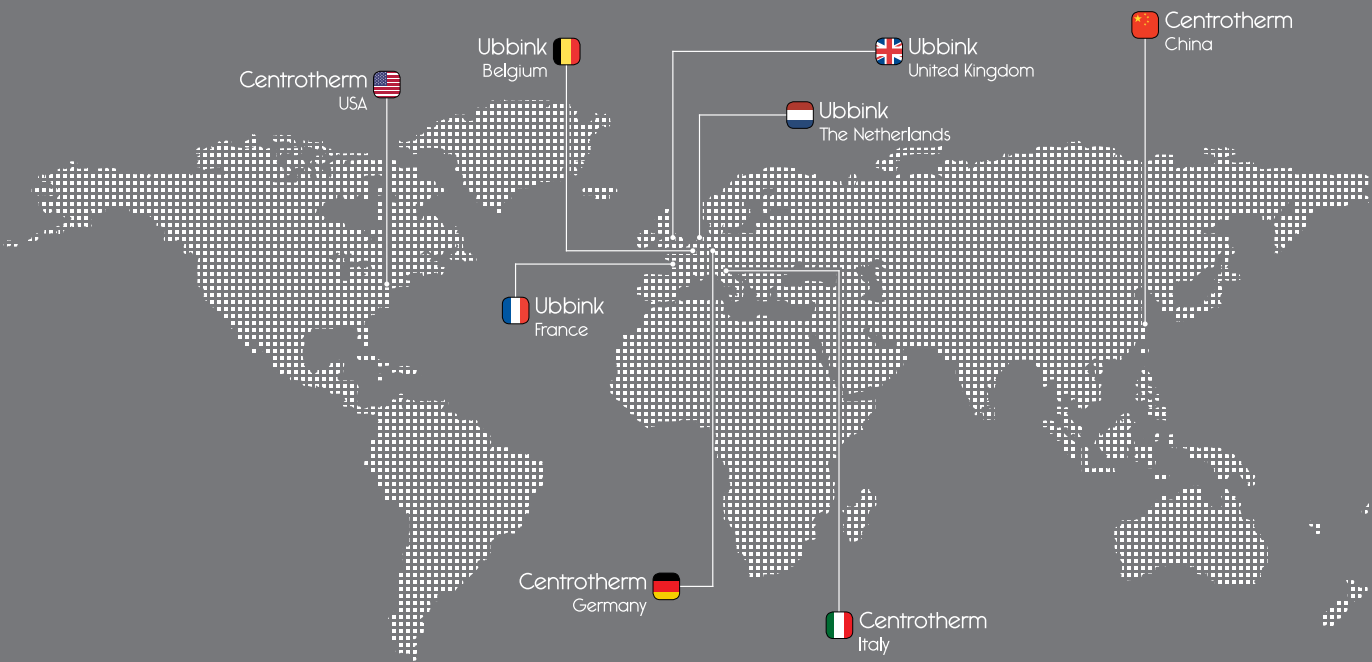 Centrotherm
China
Ubbink
Belgium
Ubbink
United Kingdom
Centrotherm
USA
Ubbink
The Netherlands
Ubbink
France
Centrotherm
Germany
Centrotherm
Italy